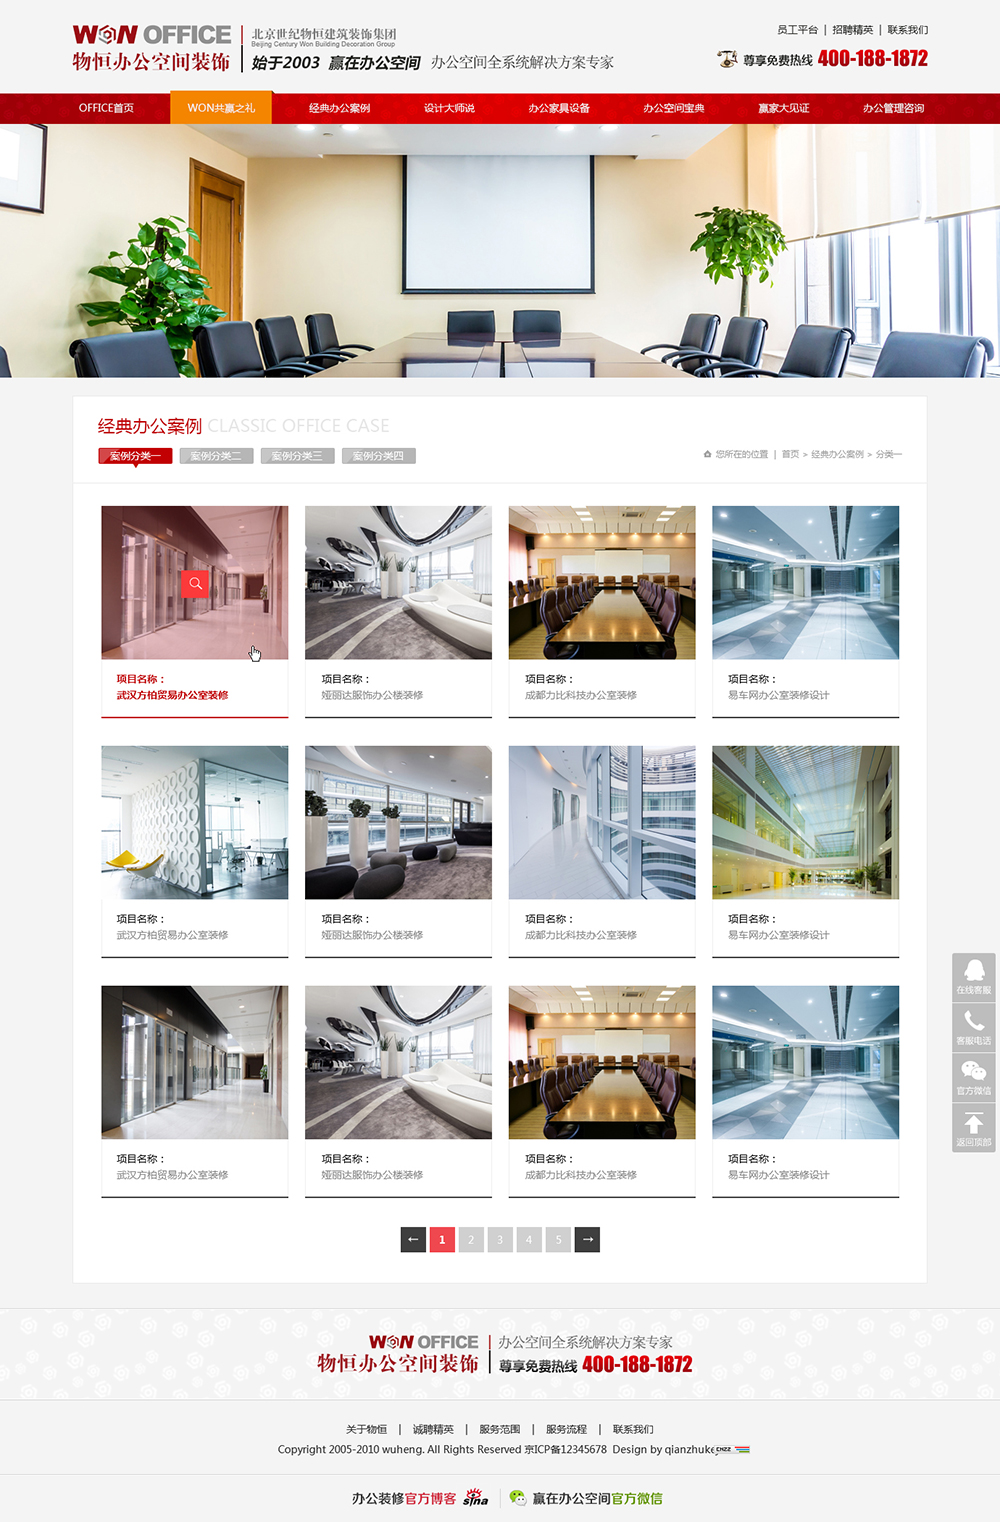 WON OFFICE
物恒办公空间装饰
北京世纪物恒建筑装饰集团
Beijing Century Won Building Decoration Group
始于2003 赢在办公空间 办公空间全系统解决方案专家
员工平台 | 招聘精英 | 联系我们
尊享免费热线 400-188-1872
OFFICE首页 WON共赢之礼 经典办公案例 设计大师说 办公家具设备 办公空间宝典 赢家大见证 办公管理咨询
经典办公案例 CLASSIC OFFICE CASE
案例分类一 案例分类二 案例分类三 案例分类四
您所在的位置 | 首页 > 经典办公案例 > 分类一
项目名称：
武汉方柏贸易办公室装修
项目名称：
娅丽达服饰办公楼装修
项目名称：
成都力比科技办公室装修
项目名称：
易车网办公室装修设计
项目名称：
武汉方柏贸易办公室装修
项目名称：
娅丽达服饰办公楼装修
项目名称：
成都力比科技办公室装修
项目名称：
易车网办公室装修设计
项目名称：
武汉方柏贸易办公室装修
项目名称：
娅丽达服饰办公楼装修
项目名称：
成都力比科技办公室装修
项目名称：
易车网办公室装修设计
在线客服
客服电话
官方微信
返回顶部
← 1 2 3 4 5 →
WON OFFICE
物恒办公空间装饰
办公空间全系统解决方案专家
尊享免费热线 400-188-1872
关于物恒 | 诚聘精英 | 服务范围 | 服务流程 | 联系我们
Copyright 2005-2010 wuheng. All Rights Reserved 京ICP备12345678 Design by qianzhuke CNZZ
办公装修官方博客 sina 赢在办公空间官方微信